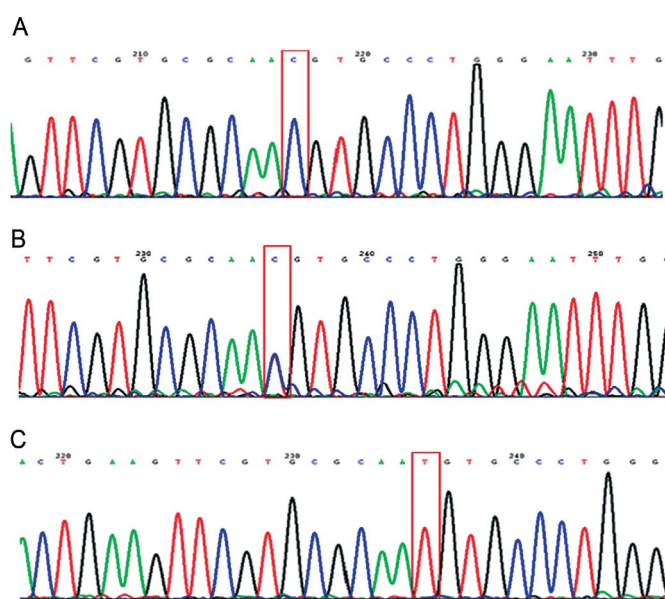 A
210 220 230
G T T C G T G C G C A A C G T G C C C T G G G A A T T T G
B
230 240 250
T T C G T G C G C A A C G T G C C C T G G G A A T T T G
C
220 230 240
A C T G A A G T T C G T G C G C A A T G T G C C C T G G G